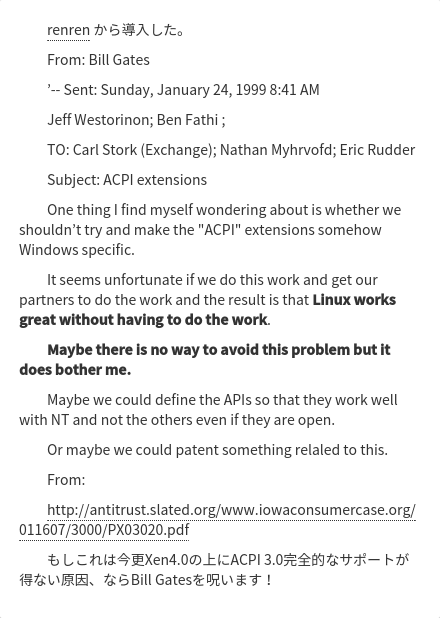 renren から導入した。
From: Bill Gates
’-- Sent: Sunday, January 24, 1999 8:41 AM
Jeff Westorinon; Ben Fathi ;
TO: Carl Stork (Exchange); Nathan Myhrvofd; Eric Rudder
Subject: ACPI extensions
One thing I find myself wondering about is whether we
shouldn’t try and make the "ACPI" extensions somehow
Windows specific.
It seems unfortunate if we do this work and get our
partners to do the work and the result is that Linux works
great without having to do the work.
Maybe there is no way to avoid this problem but it
does bother me.
Maybe we could define the APIs so that they work well
with NT and not the others even if they are open.
Or maybe we could patent something relaled to this.
From:
http://antitrust.slated.org/www.iowaconsumercase.org/
011607/3000/PX03020.pdf
もしこれは今更Xen4.0の上にACPI 3.0完全的なサポートが
得ない原因、ならBill Gatesを呪います！